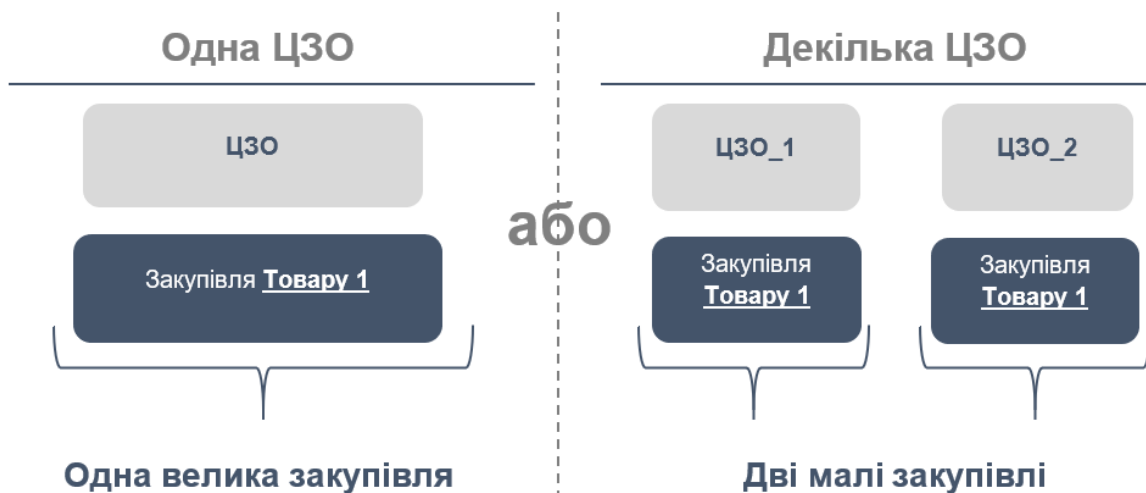 Одна ЦЗО
ЦЗО
Закупівля Товару 1
Одна велика закупівля
або
Декілька ЦЗО
ЦЗО_1
ЦЗО_2
Закупівля
Товару 1
Закупівля
Товару 1
Дві малі закупівлі